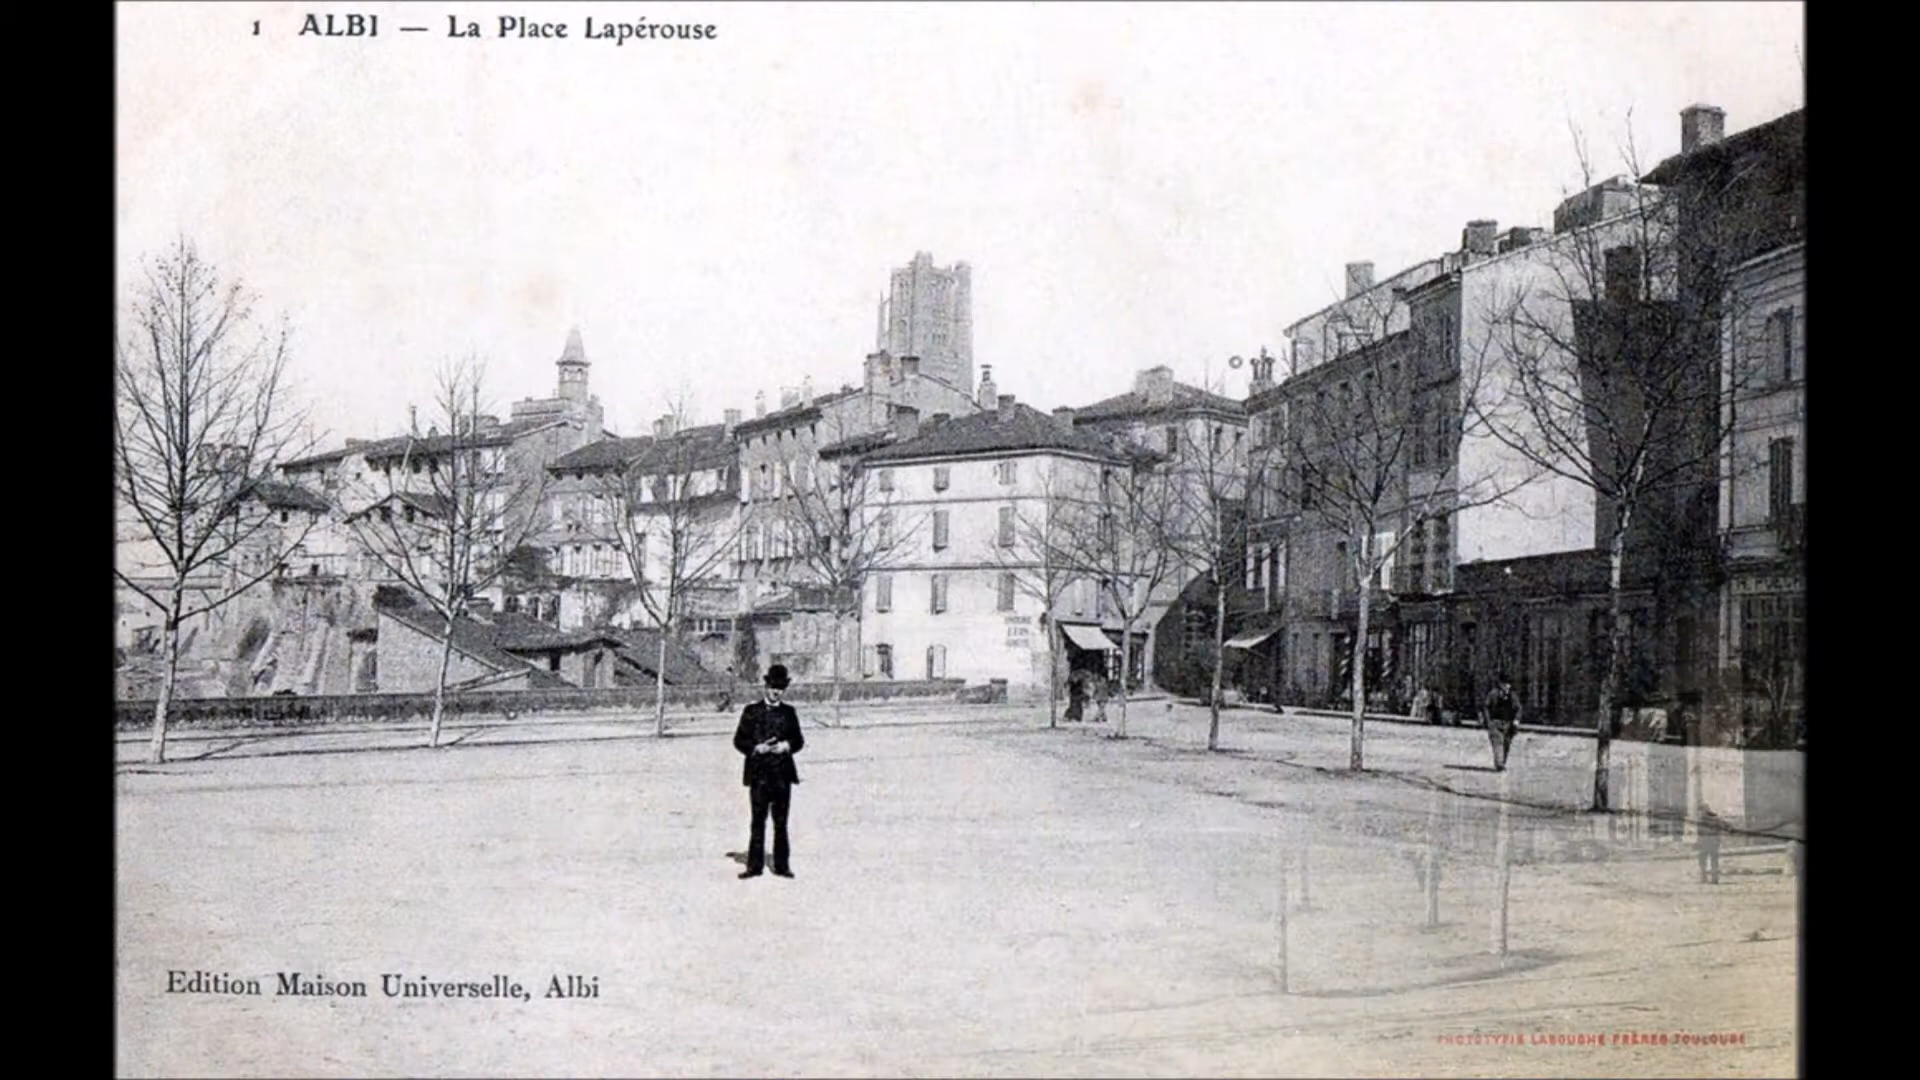 1 ALBI — La Place Lapérouse
Edition Maison Universelle, Albi
PHOTOTYPIE LABOUCHE FRÈRES TOULOUSE